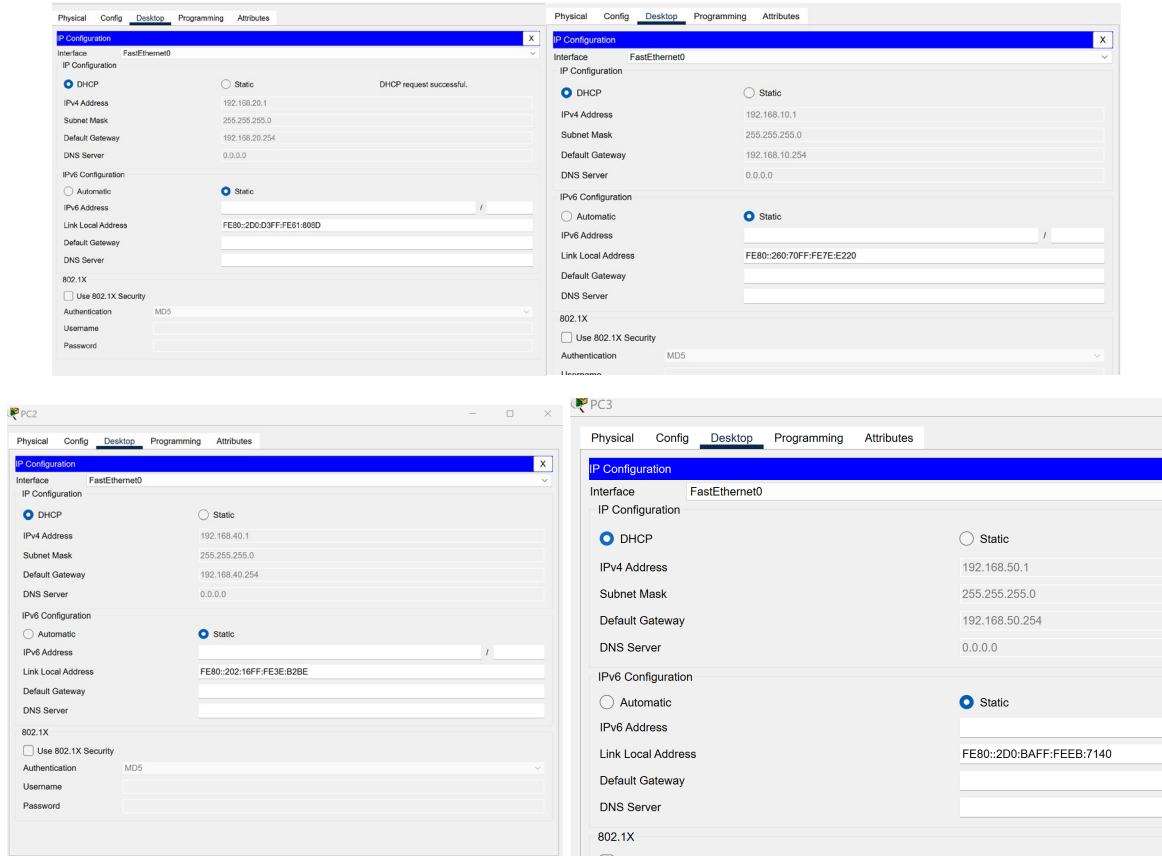 Physical Config Desktop Programming Attributes
IP Configuration X
Interface FastEthernet0
IP Configuration
DHCP Static DHCP request successful.
IPv4 Address 192.168.20.1
Subnet Mask 255.255.255.0
Default Gateway 192.168.20.254
DNS Server 0.0.0.0
IPv6 Configuration
Automatic Static
IPv6 Address /
Link Local Address FE80::2D0:D3FF:FE61:808D
Default Gateway
DNS Server
802.1X
Use 802.1X Security
Authentication MD5
Username
Password
Physical Config Desktop Programming Attributes
IP Configuration X
Interface FastEthernet0
IP Configuration
DHCP Static
IPv4 Address 192.168.10.1
Subnet Mask 255.255.255.0
Default Gateway 192.168.10.254
DNS Server 0.0.0.0
IPv6 Configuration
Automatic Static
IPv6 Address /
Link Local Address FE80::260:70FF:FE7E:E220
Default Gateway
DNS Server
802.1X
Use 802.1X Security
Authentication MD5
Username
PC2
Physical Config Desktop Programming Attributes
IP Configuration X
Interface FastEthernet0
IP Configuration
DHCP Static
IPv4 Address 192.168.40.1
Subnet Mask 255.255.255.0
Default Gateway 192.168.40.254
DNS Server 0.0.0.0
IPv6 Configuration
Automatic Static
IPv6 Address /
Link Local Address FE80::202:16FF:FE3E:B2BE
Default Gateway
DNS Server
802.1X
Use 802.1X Security
Authentication MD5
Username
Password
PC3
Physical Config Desktop Programming Attributes
IP Configuration
Interface FastEthernet0
IP Configuration
DHCP Static
IPv4 Address 192.168.50.1
Subnet Mask 255.255.255.0
Default Gateway 192.168.50.254
DNS Server 0.0.0.0
IPv6 Configuration
Automatic Static
IPv6 Address
Link Local Address FE80::2D0:BAFF:FEEB:7140
Default Gateway
DNS Server
802.1X